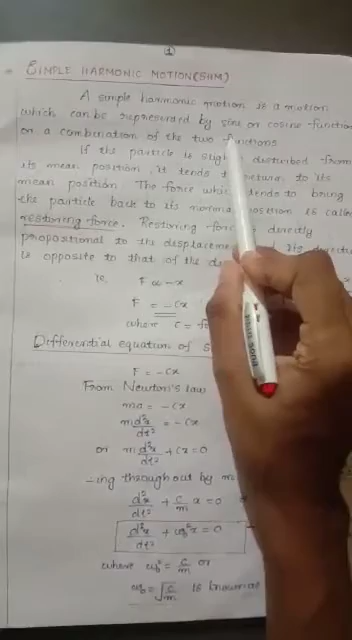 1
SIMPLE HARMONIC MOTION (SHM)
A simple harmonic motion is a motion
which can be represented by sine or cosine function
or a combination of the two functions
If the particle is slightly disturbed from
its mean position, it tends to return to its
mean position. The force which tends to bring
the particle back to its position is called
restoring force. Restoring force is directly
proportional to the displacement and its
is opposite to that of the
ie. F ∝ -x
F = -Cx
where C =
Differential equation of S
F = -Cx
From Newton's law
ma = -Cx
m d²x/dt² = -Cx
or m d²x/dt² + Cx = 0
-ing throughout by m
d²x/dt² + C/m x = 0
d²x/dt² + ω₀²x = 0
where ω₀² = C/m or
ω₀ = √C/m is known as